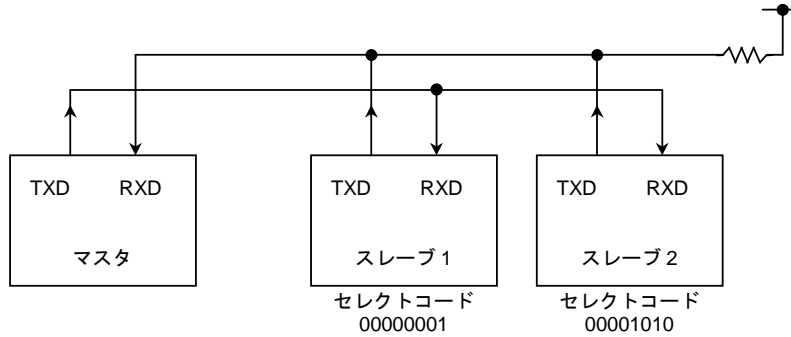 TXD RXD
マスタ
TXD RXD
スレーブ1
セレクトコード
00000001
TXD RXD
スレーブ2
セレクトコード
00001010